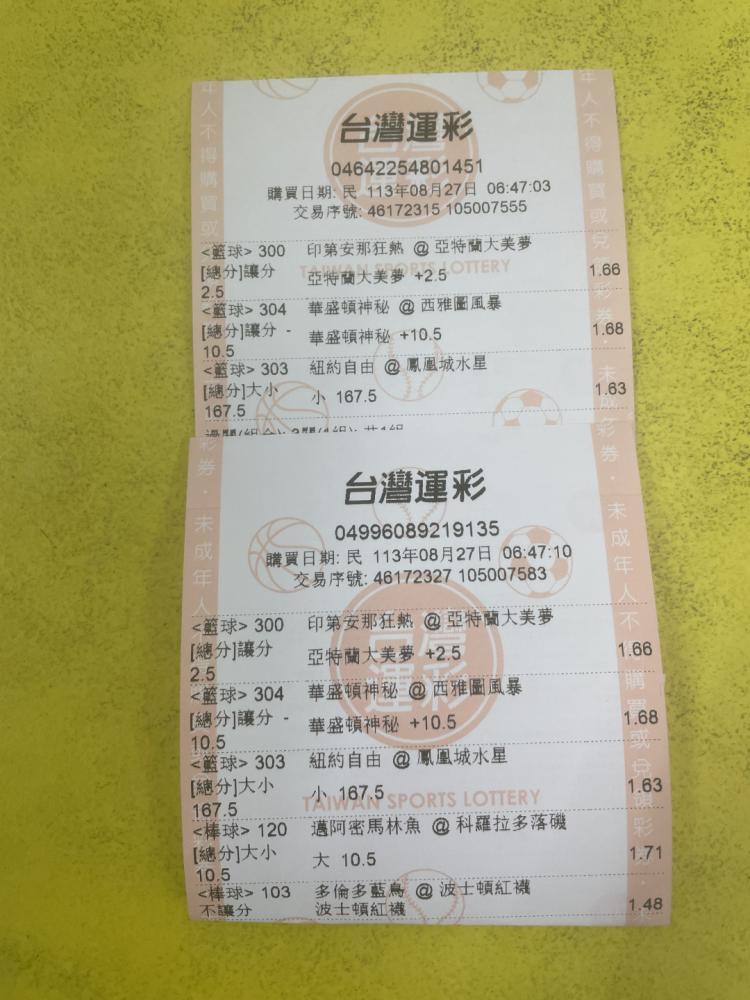 台灣運彩
04642254801451
購買日期: 民 113年08月27日 06:47:03
交易序號: 46172315 105007555
<籃球> 300 印第安那狂熱 @ 亞特蘭大美夢
[總分]讓分 2.5 亞特蘭大美夢 +2.5 1.66
<籃球> 304 華盛頓神秘 @ 西雅圖風暴
[總分]讓分 -10.5 華盛頓神秘 +10.5 1.68
<籃球> 303 紐約自由 @ 鳳凰城水星
[總分]大小 167.5 小 167.5 1.63
TAIWAN SPORTS LOTTERY
台灣運彩
04996089219135
購買日期: 民 113年08月27日 06:47:10
交易序號: 46172327 105007583
<籃球> 300 印第安那狂熱 @ 亞特蘭大美夢
[總分]讓分 2.5 亞特蘭大美夢 +2.5 1.66
<籃球> 304 華盛頓神秘 @ 西雅圖風暴
[總分]讓分 -10.5 華盛頓神秘 +10.5 1.68
<籃球> 303 紐約自由 @ 鳳凰城水星
[總分]大小 167.5 小 167.5 1.63
TAIWAN SPORTS LOTTERY
<棒球> 120 邁阿密馬林魚 @ 科羅拉多落磯
[總分]大小 10.5 大 10.5 1.71
<棒球> 103 多倫多藍鳥 @ 波士頓紅襪
不讓分 波士頓紅襪 1.48